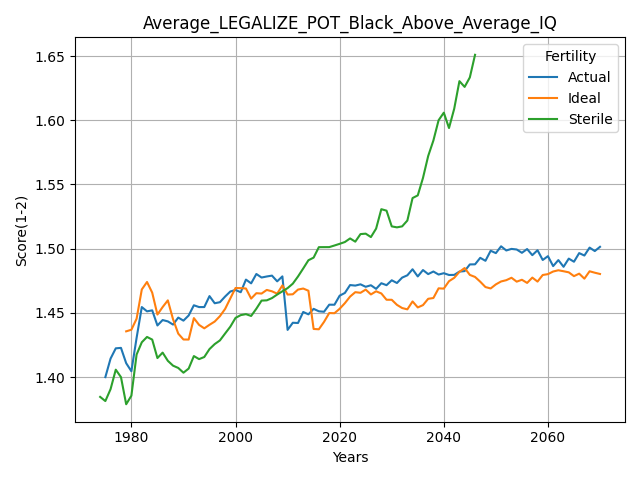 Average_LEGALIZE_POT_Black_Above_Average_IQ
Fertility
Actual
Ideal
Sterile
Score(1-2)
1.65
1.60
1.55
1.50
1.45
1.40
1980 2000 2020 2040 2060
Years